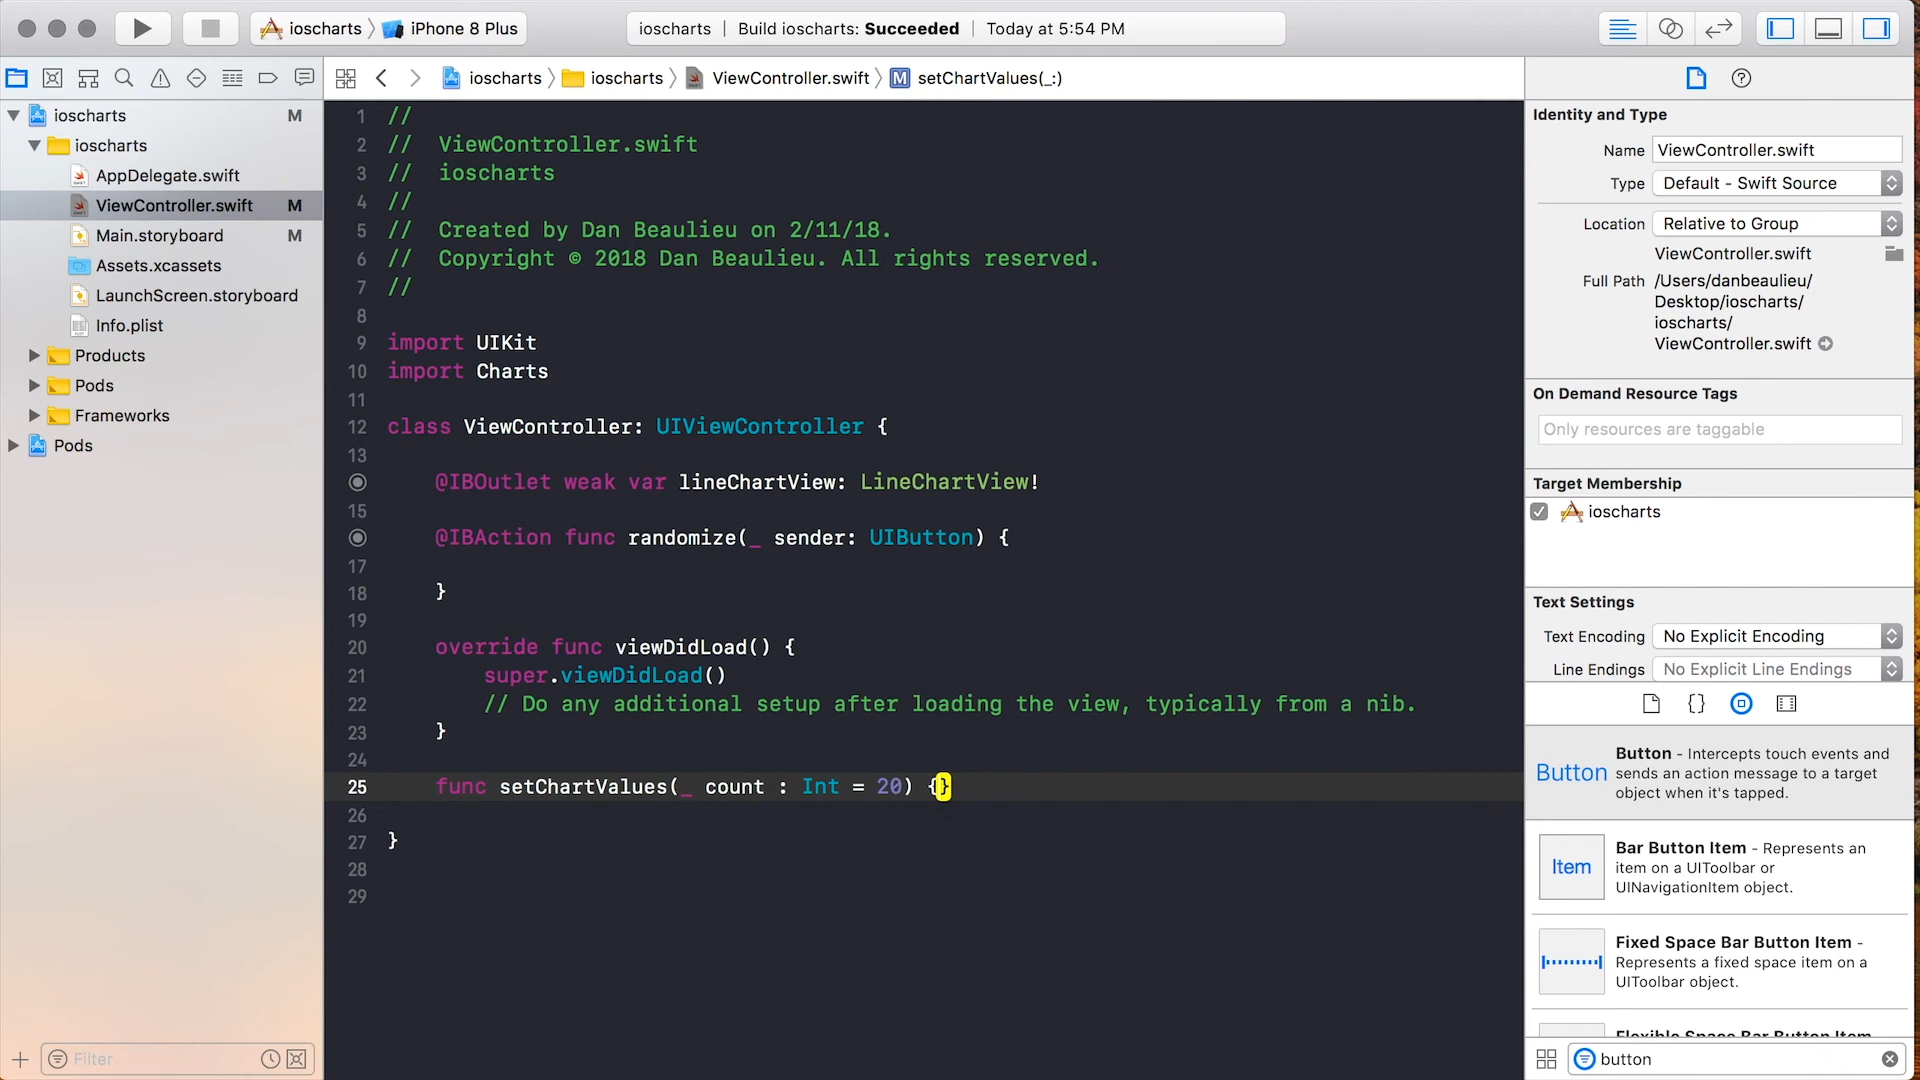 ioscharts iPhone 8 Plus
ioscharts | Build ioscharts: Succeeded | Today at 5:54 PM
ioscharts ioscharts ViewController.swift M setChartValues(_:)
ioscharts M
ioscharts
AppDelegate.swift
ViewController.swift M
Main.storyboard M
Assets.xcassets
LaunchScreen.storyboard
Info.plist
Products
Pods
Frameworks
Pods
Filter
1 //
2 // ViewController.swift
3 // ioscharts
4 //
5 // Created by Dan Beaulieu on 2/11/18.
6 // Copyright © 2018 Dan Beaulieu. All rights reserved.
7 //
8
9 import UIKit
10 import Charts
11
12 class ViewController: UIViewController {
13
@IBOutlet weak var lineChartView: LineChartView!
15
@IBAction func randomize(_ sender: UIButton) {
17
18 }
19
20 override func viewDidLoad() {
21 super.viewDidLoad()
22 // Do any additional setup after loading the view, typically from a nib.
23 }
24
25 func setChartValues(_ count : Int = 20) {}
26
27 }
28
29
Identity and Type
Name ViewController.swift
Type Default - Swift Source
Location Relative to Group
ViewController.swift
Full Path /Users/danbeaulieu/
Desktop/ioscharts/
ioscharts/
ViewController.swift
On Demand Resource Tags
Only resources are taggable
Target Membership
ioscharts
Text Settings
Text Encoding No Explicit Encoding
Line Endings No Explicit Line Endings
{}
Button
Button - Intercepts touch events and
sends an action message to a target
object when it's tapped.
Item
Bar Button Item - Represents an
item on a UIToolbar or
UINavigationItem object.
Fixed Space Bar Button Item -
Represents a fixed space item on a
UIToolbar object.
Flexible Space Bar Button Item
button